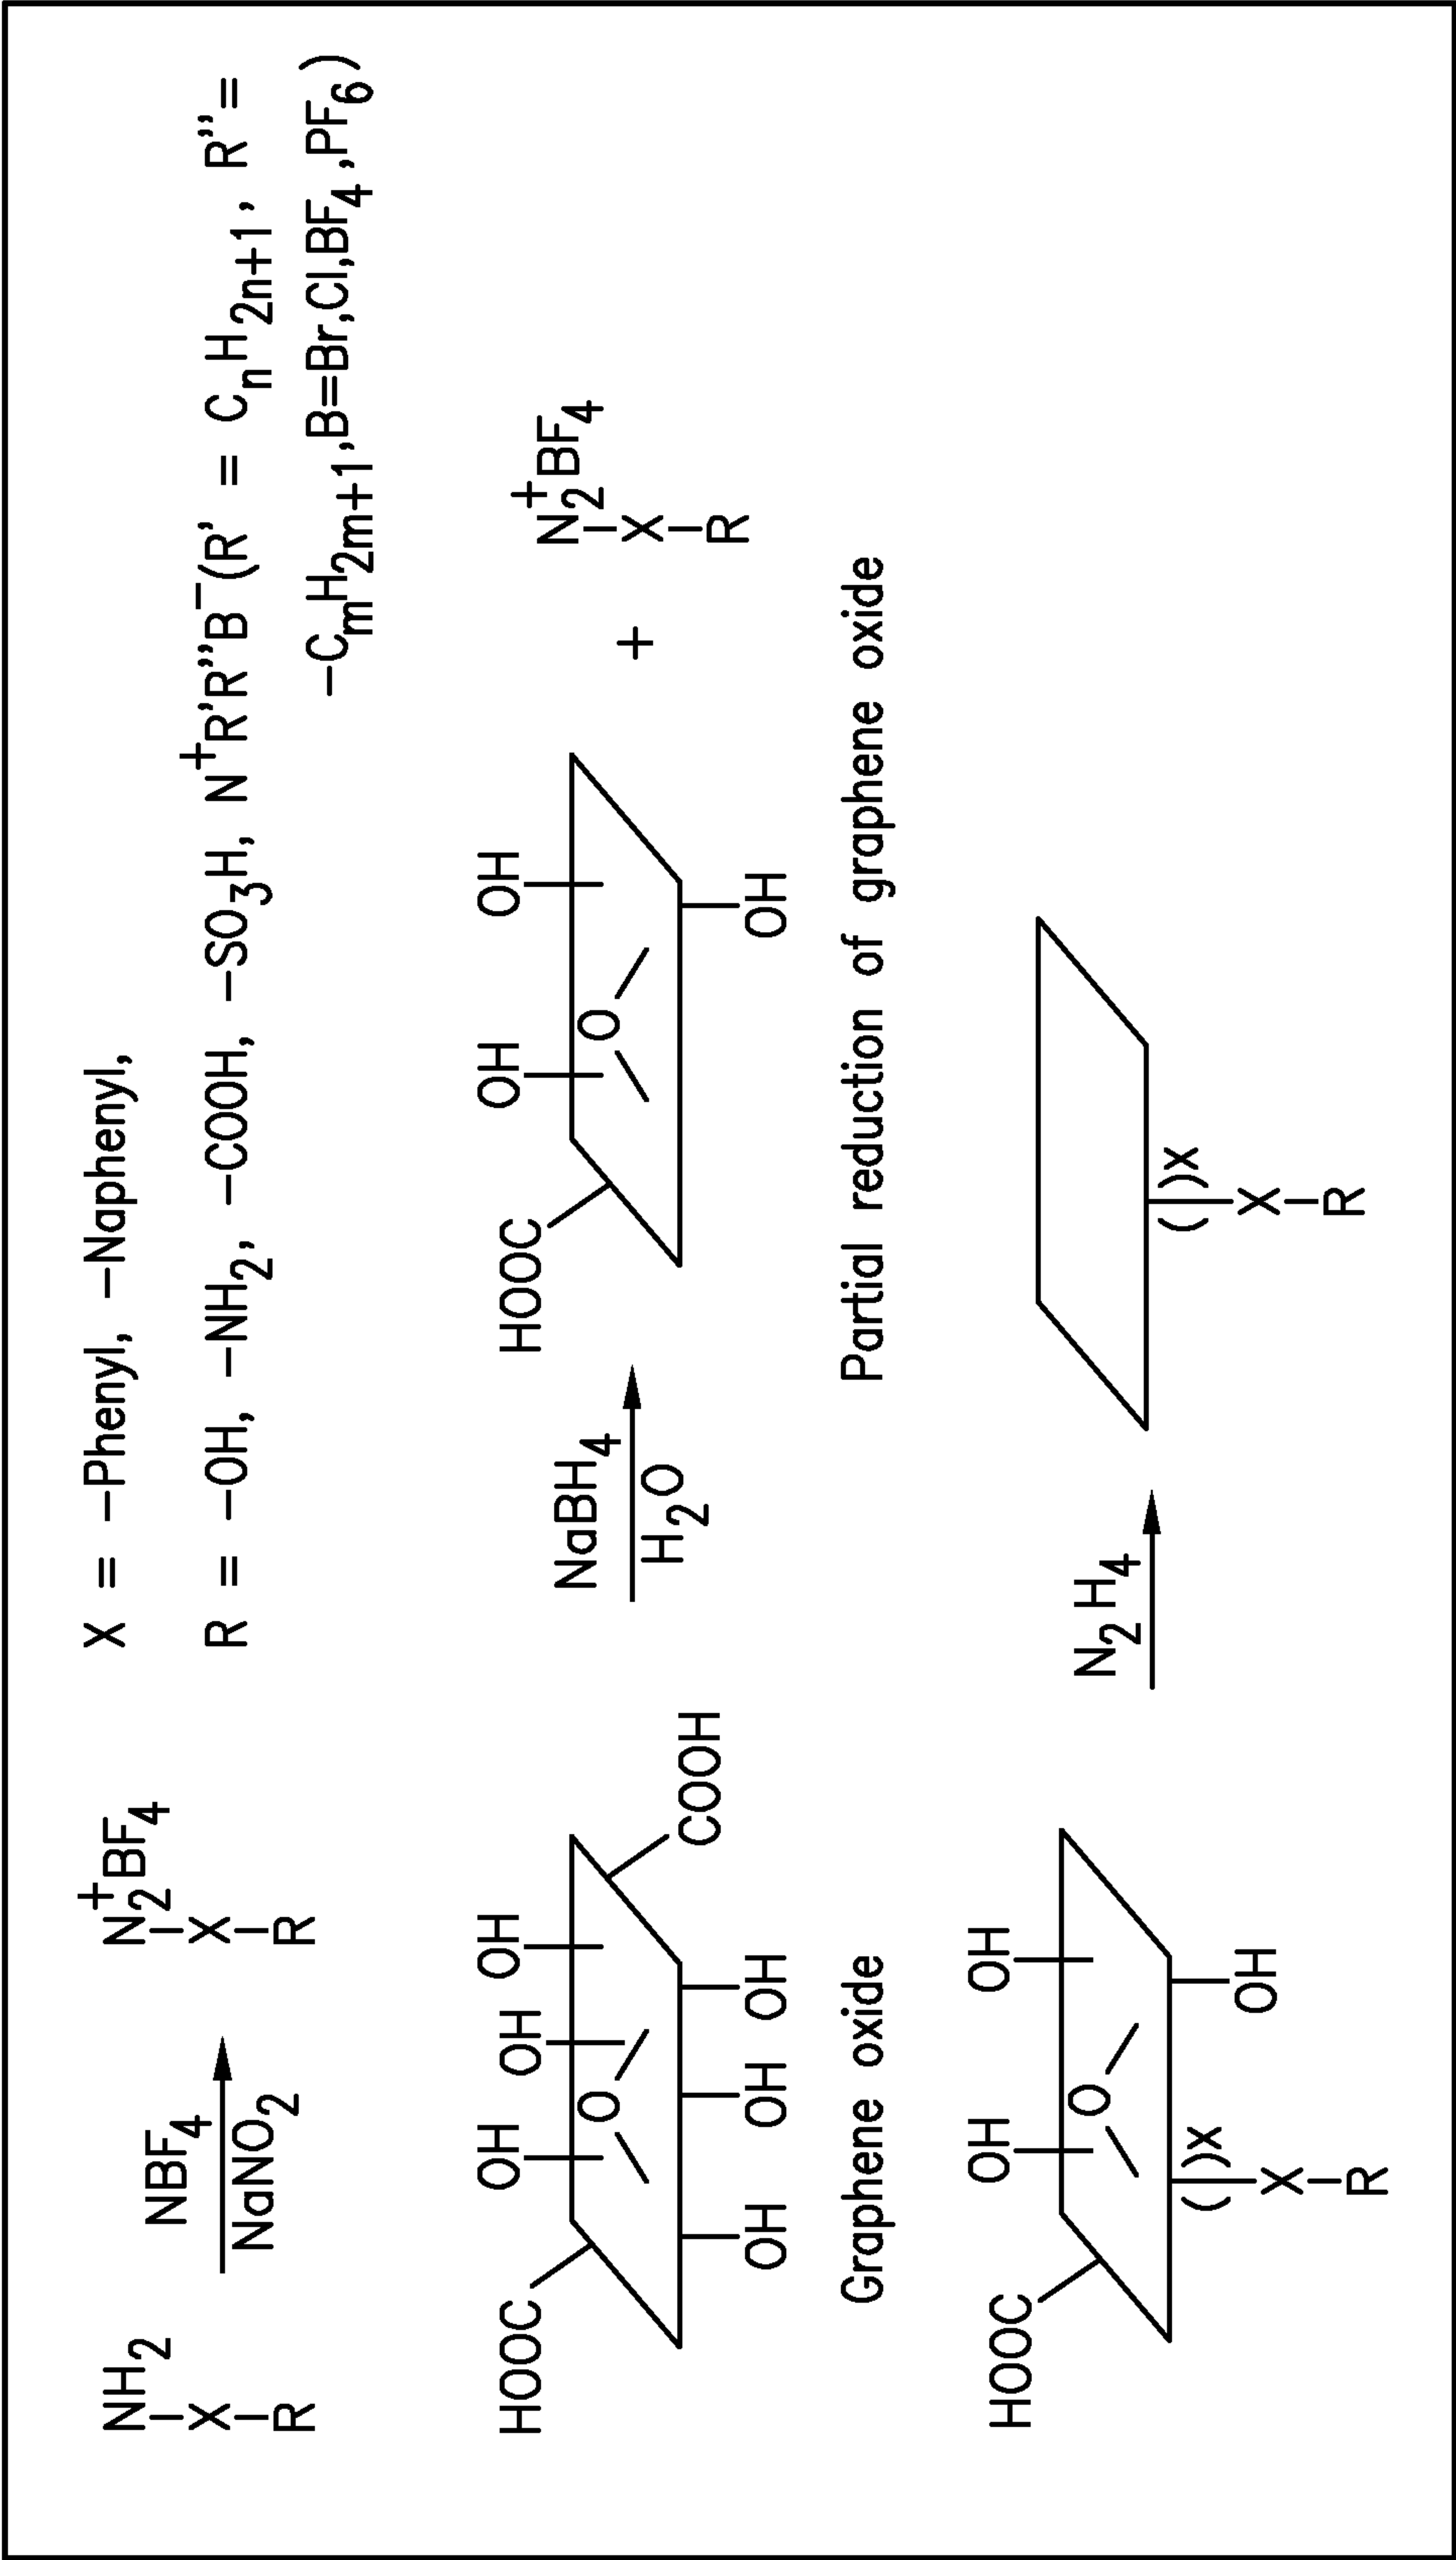 NH2 NBF4 N2+BF4 X = -Phenyl, -Naphenyl,
X NaNO2 X
R R R = -OH, -NH2, -COOH, -SO3H, N+R'R''B-(R' = CnH2n+1, R''=
-CmH2m+1,B=Br,Cl,BF4,PF6)
OH OH OH OH OH
HOOC O COOH NaBH4 HOOC O N2+BF4
H2O + X
OH OH OH OH R
Graphene oxide Partial reduction of graphene oxide
OH OH
HOOC O N2H4
( )x OH ( )x
X X
R R